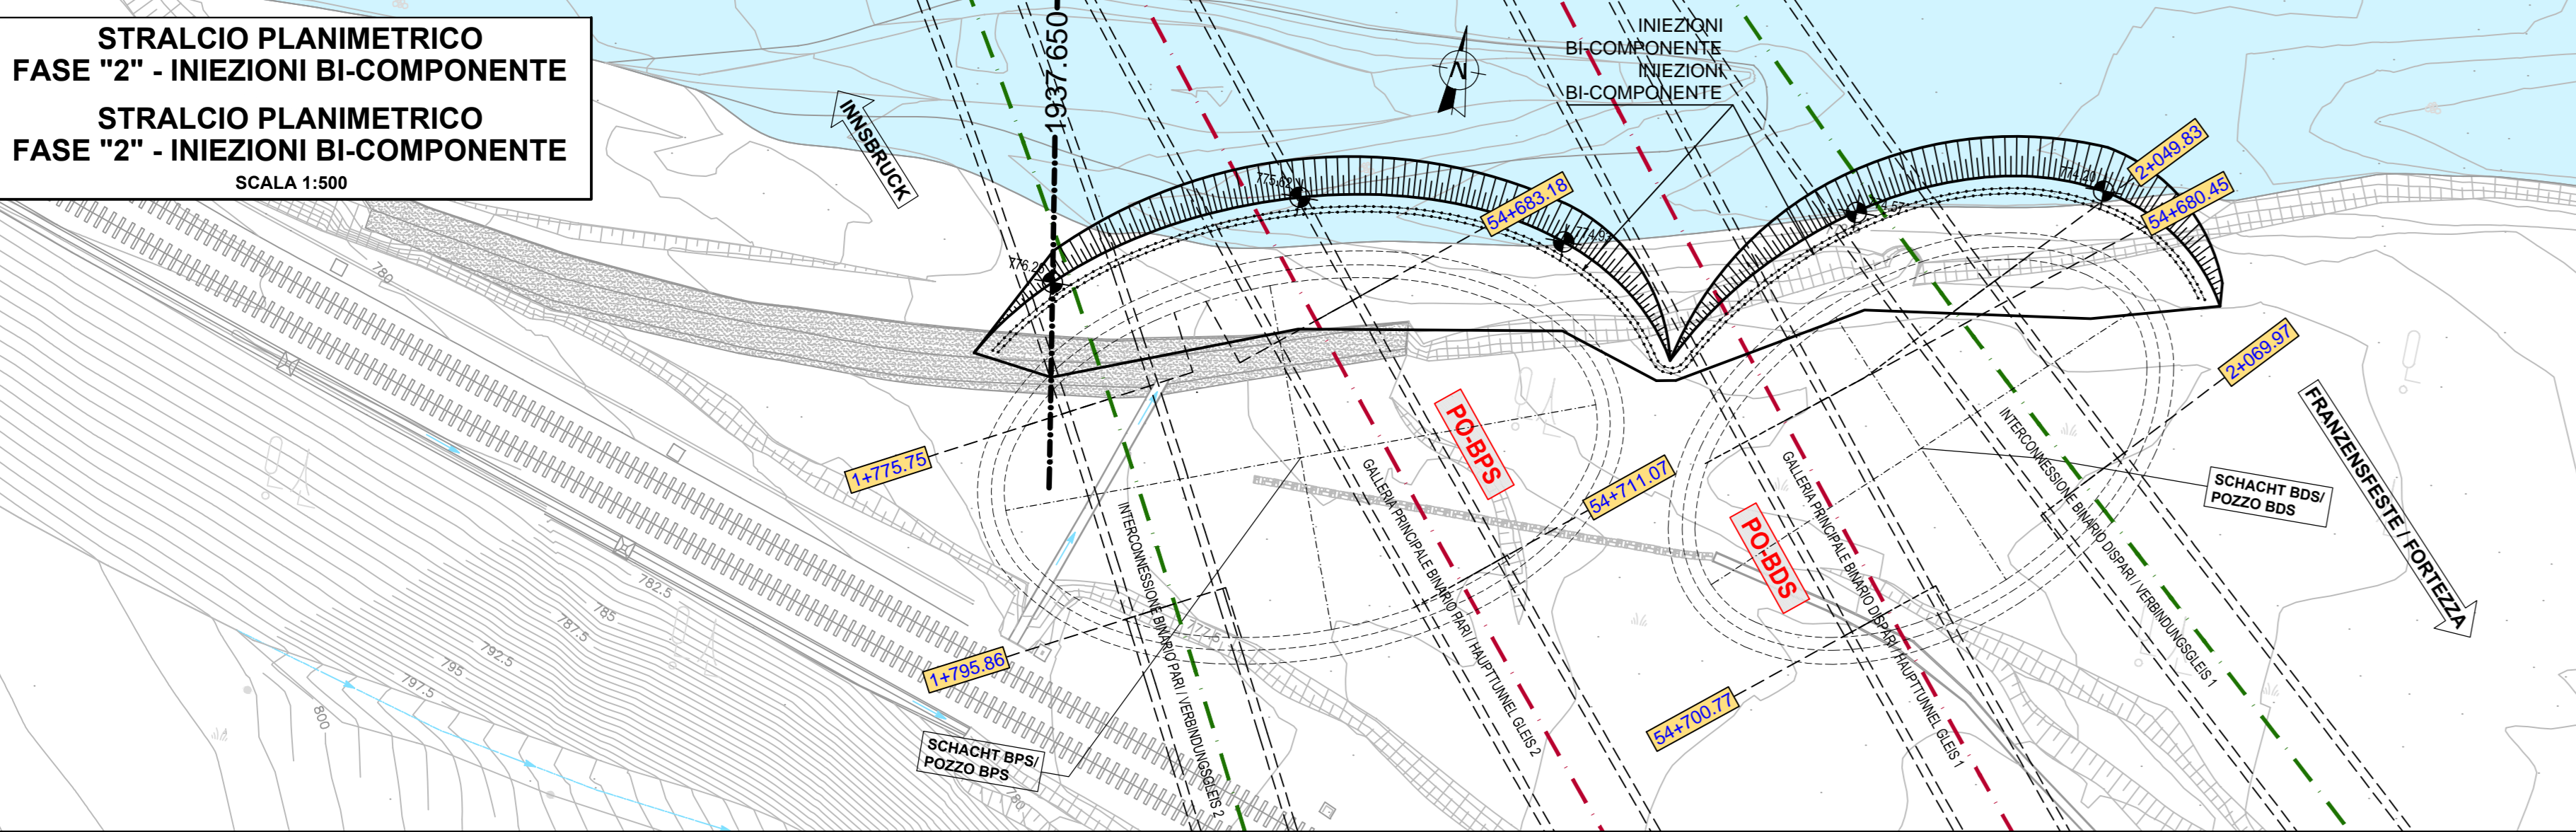 STRALCIO PLANIMETRICO
FASE "2" - INIEZIONI BI-COMPONENTE
STRALCIO PLANIMETRICO
FASE "2" - INIEZIONI BI-COMPONENTE
SCALA 1:500
1937.650
INNSBRUCK
INIEZIONI
BI-COMPONENTE
INIEZIONI
BI-COMPONENTE
N
2+049.83
54+680.45
54+683.18
775.62
2+069.97
780
1+775.75
PO-BPS
54+711.07
PO-BDS
SCHACHT BDS/
POZZO BDS
FRANZENSFESTE / FORTEZZA
INTERCONNESSIONE BINARIO PARI / VERBINDUNGSGLEIS 2
GALLERIA PRINCIPALE BINARIO PARI / HAUPTTUNNEL GLEIS 2
GALLERIA PRINCIPALE BINARIO DISPARI / HAUPTTUNNEL GLEIS 1
INTERCONNESSIONE BINARIO DISPARI / VERBINDUNGSGLEIS 1
782.5
785
787.5
792.5
795
797.5
800
777.5
1+795.86
54+700.77
SCHACHT BPS/
POZZO BPS
780